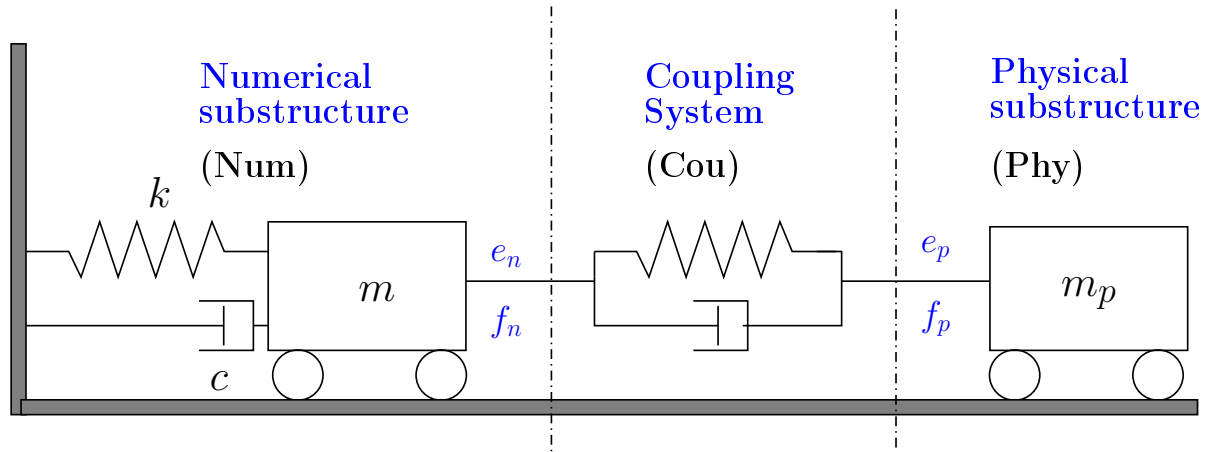 Numerical
substructure
(Num)
k
m
c
e_n
f_n
Coupling
System
(Cou)
e_p
f_p
Physical
substructure
(Phy)
m_p